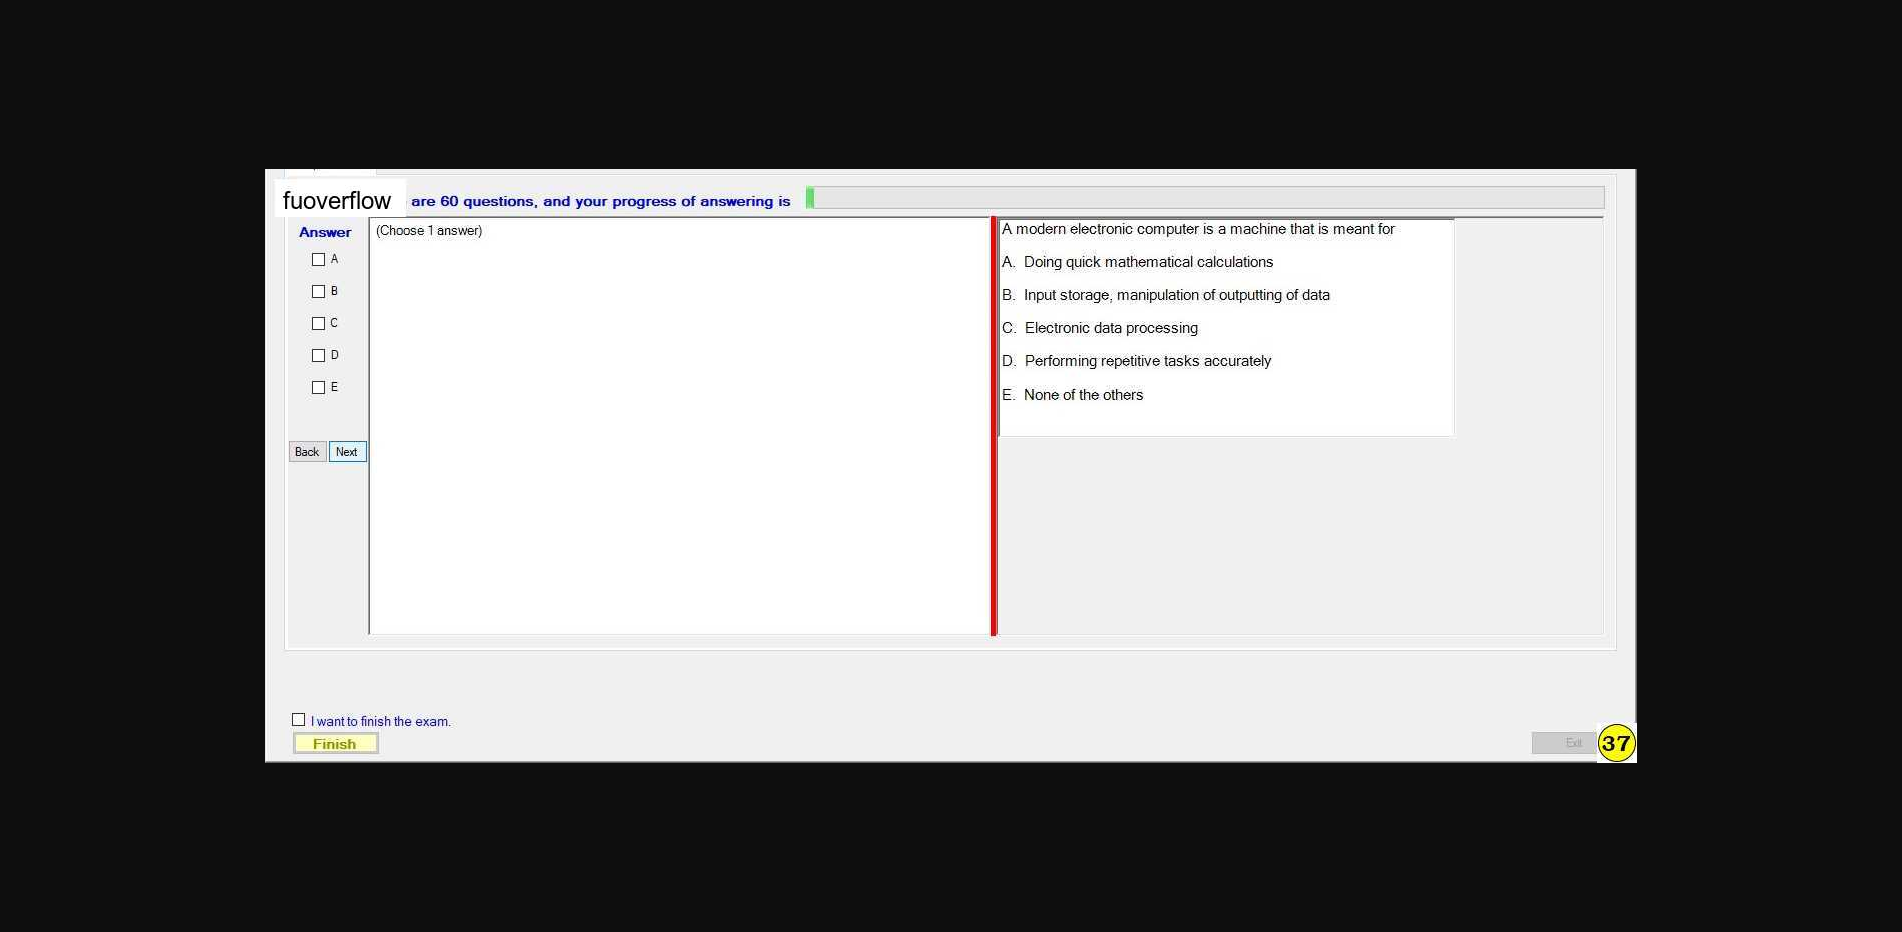 fuoverflow are 60 questions, and your progress of answering is
Answer
A
B
C
D
E
Back Next
(Choose 1 answer)
A modern electronic computer is a machine that is meant for
A. Doing quick mathematical calculations
B. Input storage, manipulation of outputting of data
C. Electronic data processing
D. Performing repetitive tasks accurately
E. None of the others
I want to finish the exam.
Finish
Exit
37